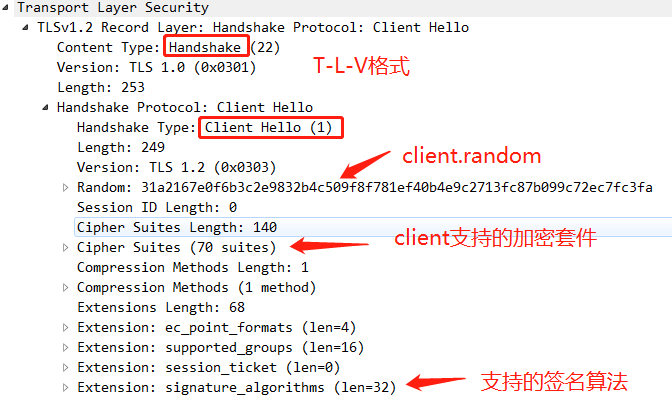 Transport Layer Security
TLSv1.2 Record Layer: Handshake Protocol: Client Hello
Content Type: Handshake (22)
Version: TLS 1.0 (0x0301)
T-L-V格式
Length: 253
Handshake Protocol: Client Hello
Handshake Type: Client Hello (1)
Length: 249
client.random
Version: TLS 1.2 (0x0303)
Random: 31a2167e0f6b3c2e9832b4c509f8f781ef40b4e9c2713fc87b099c72ec7fc3fa
Session ID Length: 0
Cipher Suites Length: 140
client支持的加密套件
Cipher Suites (70 suites)
Compression Methods Length: 1
Compression Methods (1 method)
Extensions Length: 68
Extension: ec_point_formats (len=4)
Extension: supported_groups (len=16)
Extension: session_ticket (len=0)
Extension: signature_algorithms (len=32)
支持的签名算法